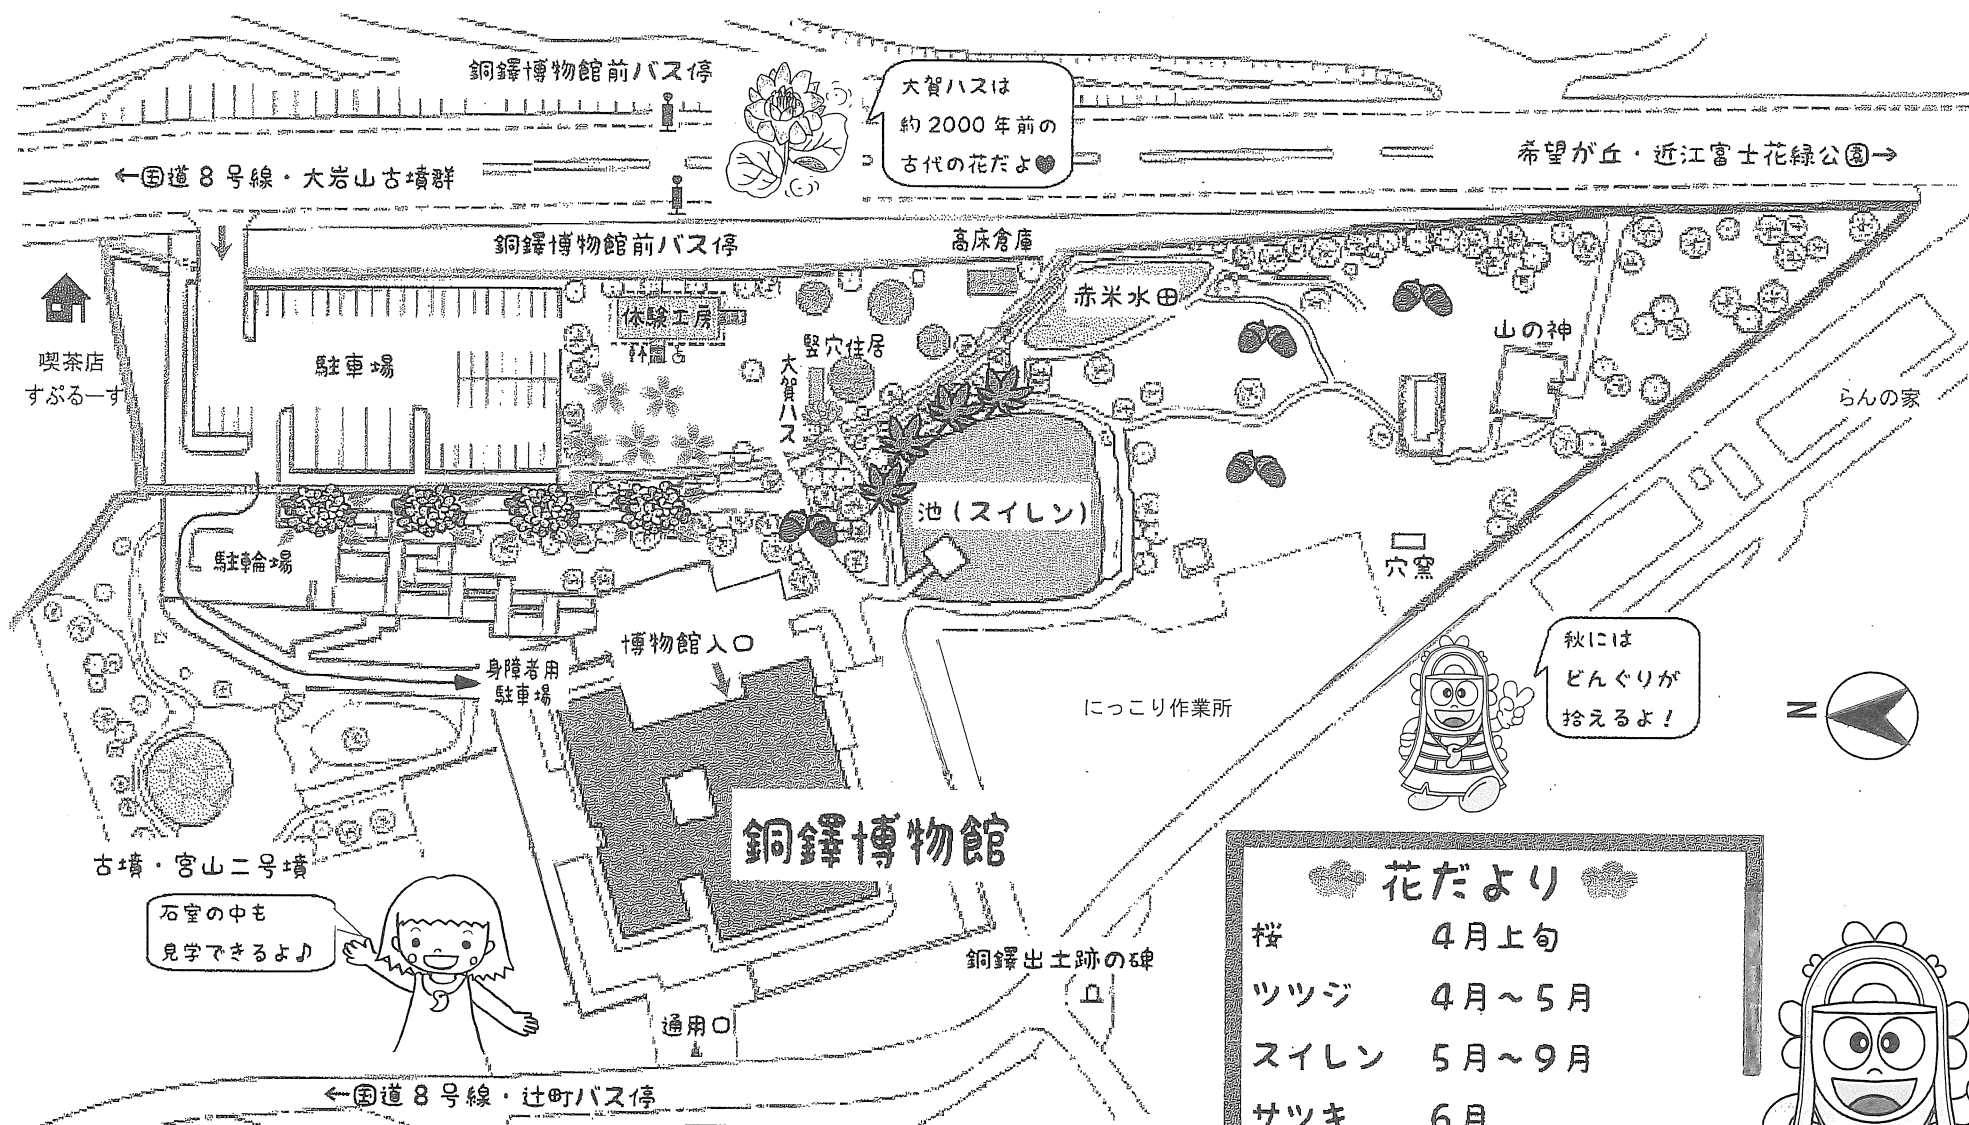 銅鐸博物館前バス停
大賀ハスは
約2000年前の
古代の花だよ♥
←国道8号線・大岩山古墳群
希望が丘・近江富士花緑公園→
銅鐸博物館前バス停
高床倉庫
喫茶店
すぷるーす
駐車場
体験工房
竪穴住居
大賀ハス
赤米水田
山の神
らんの家
池(スイレン)
駐輪場
穴窯
博物館入口
身障者用
駐車場
にっこり作業所
秋には
どんぐりが
拾えるよ!
N
銅鐸博物館
古墳・宮山二号墳
石室の中も
見学できるよ♪
銅鐸出土跡の碑
通用口
←国道8号線・辻町バス停
花だより
桜 4月上旬
ツツジ 4月~5月
スイレン 5月~9月
サツキ 6月